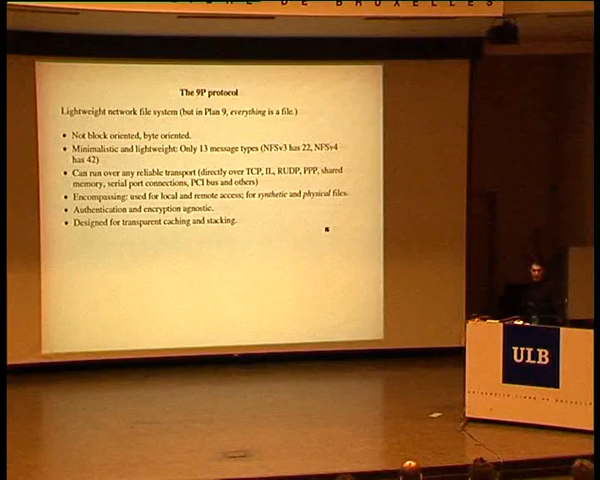 DE BRUXELLES
The 9P protocol
Lightweight network file system (but in Plan 9, everything is a file.)
• Not block oriented, byte oriented.
• Minimalistic and lightweight: Only 13 message types (NFSv3 has 22, NFSv4
has 42)
• Can run over any reliable transport (directly over TCP, IL, RUDP, PPP, shared
memory, serial port connections, PCI bus and others)
• Encompassing: used for local and remote access; for synthetic and physical files.
• Authentication and encryption agnostic.
• Designed for transparent caching and stacking.
ULB